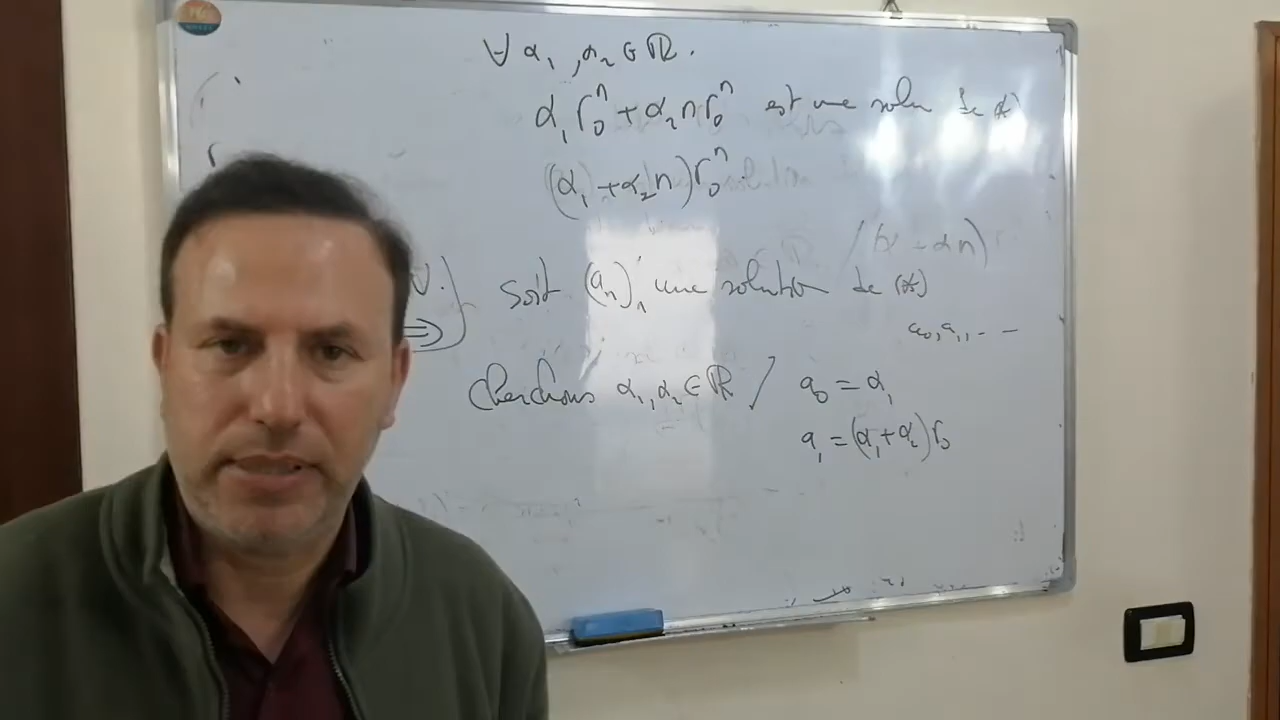 ∀ α₁, α₂ ∈ ℝ.
α₁ r₀ⁿ + α₂ n r₀ⁿ est une solu de (*)
(α₁ + α₂ n) r₀ⁿ.
⇒) Soit (aₙ)ₙ une solution de (*)
a₀, a₁, - -
Cherchons α₁, α₂ ∈ ℝ / a₀ = α₁
a₁ = (α₁ + α₂) r₀